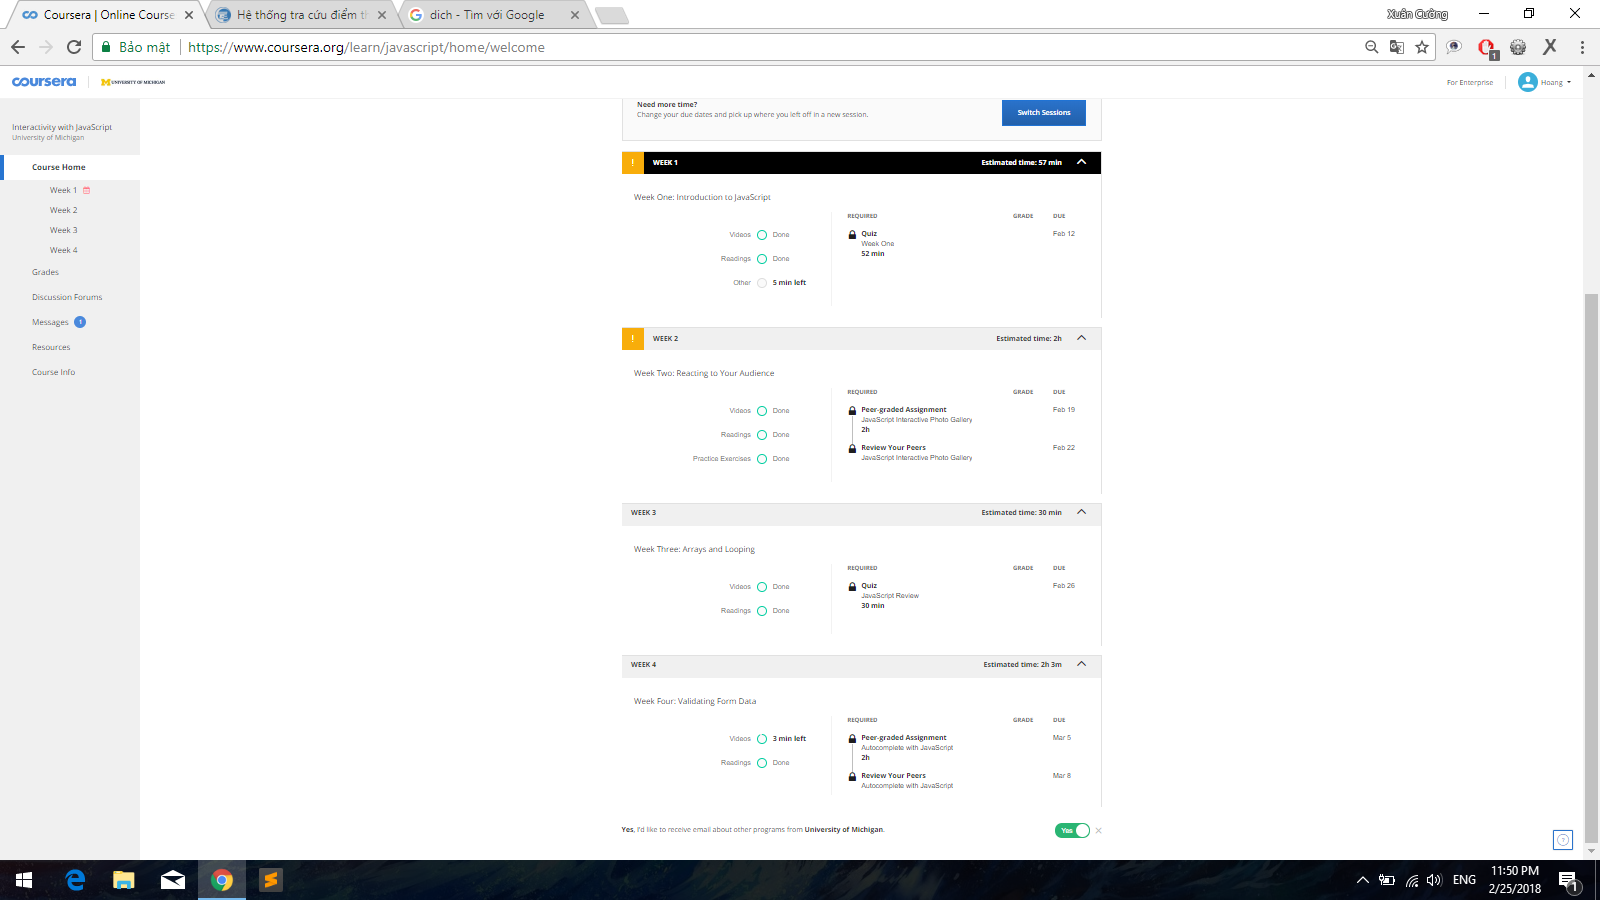 Coursera | Online Course
Hệ thống tra cứu điểm th
dich - Tìm với Google
Xuân Cường
Bảo mật
https://www.coursera.org/learn/javascript/home/welcome
1
coursera
UNIVERSITY OF MICHIGAN
For Enterprise
Hoang
Interactivity with JavaScript
University of Michigan
Course Home
Week 1
Week 2
Week 3
Week 4
Grades
Discussion Forums
Messages 1
Resources
Course Info
Need more time?
Change your due dates and pick up where you left off in a new session.
Switch Sessions
! WEEK 1 Estimated time: 57 min
Week One: Introduction to JavaScript
Videos Done
Readings Done
Other 5 min left
REQUIRED GRADE DUE
Quiz Feb 12
Week One
52 min
! WEEK 2 Estimated time: 2h
Week Two: Reacting to Your Audience
Videos Done
Readings Done
Practice Exercises Done
REQUIRED GRADE DUE
Peer-graded Assignment Feb 19
JavaScript Interactive Photo Gallery
2h
Review Your Peers Feb 22
JavaScript Interactive Photo Gallery
WEEK 3 Estimated time: 30 min
Week Three: Arrays and Looping
Videos Done
Readings Done
REQUIRED GRADE DUE
Quiz Feb 26
JavaScript Review
30 min
WEEK 4 Estimated time: 2h 3m
Week Four: Validating Form Data
Videos 3 min left
Readings Done
REQUIRED GRADE DUE
Peer-graded Assignment Mar 5
Autocomplete with JavaScript
2h
Review Your Peers Mar 8
Autocomplete with JavaScript
Yes, I'd like to receive email about other programs from University of Michigan.
Yes
ENG
11:50 PM
2/25/2018
1